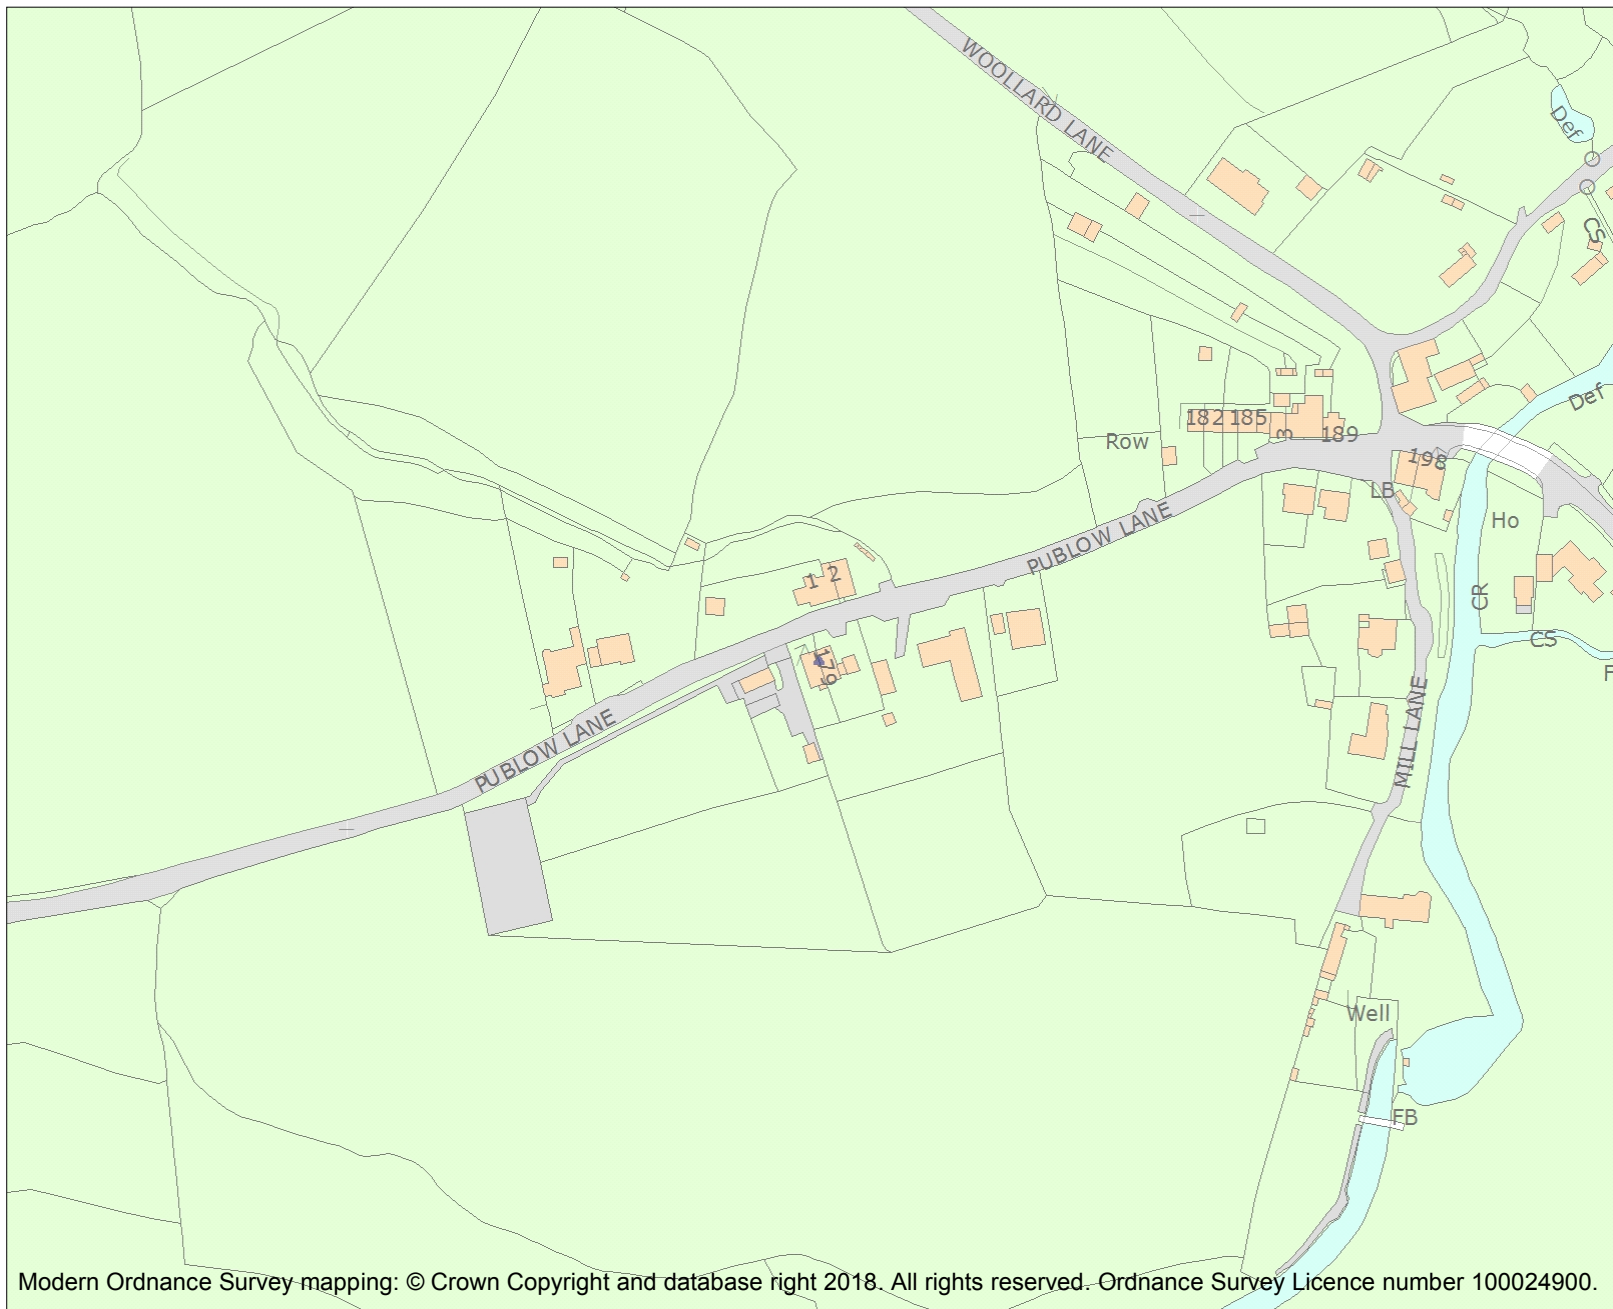 WOOLLARD LANE
Def
CS
Def
182 185
3
189
Row
198
LB
Ho
PUBLOW LANE
1 2
CR
CS
F
179
MILL LANE
PUBLOW LANE
Well
FB
Modern Ordnance Survey mapping: © Crown Copyright and database right 2018. All rights reserved. Ordnance Survey Licence number 100024900.